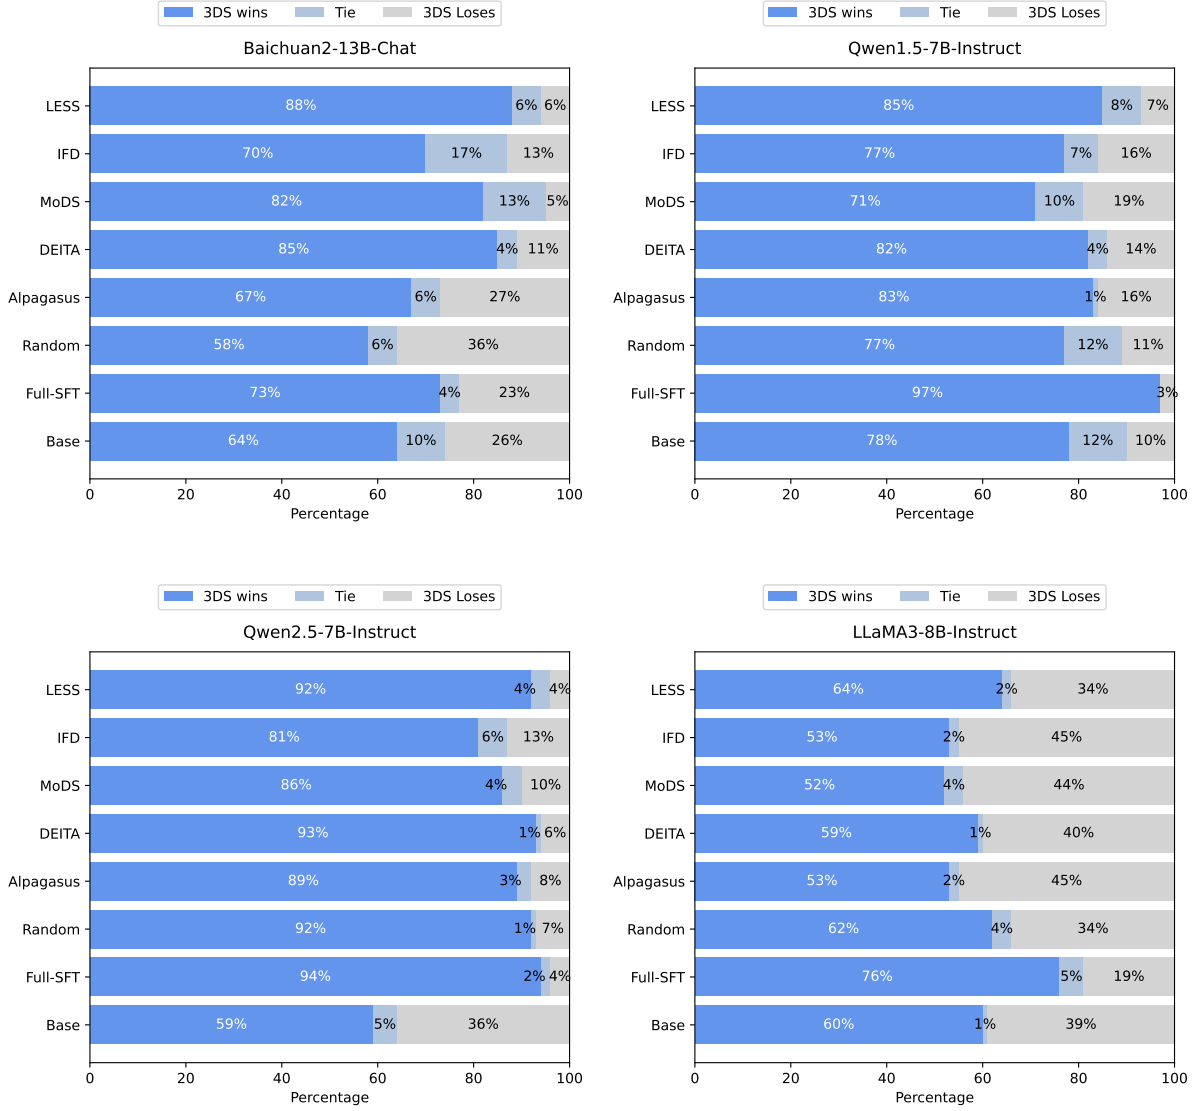 3DS wins Tie 3DS Loses
Baichuan2-13B-Chat
LESS 88% 6% 6%
IFD 70% 17% 13%
MoDS 82% 13% 5%
DEITA 85% 4% 11%
Alpagasus 67% 6% 27%
Random 58% 6% 36%
Full-SFT 73% 4% 23%
Base 64% 10% 26%
0 20 40 60 80 100
Percentage
3DS wins Tie 3DS Loses
Qwen1.5-7B-Instruct
LESS 85% 8% 7%
IFD 77% 7% 16%
MoDS 71% 10% 19%
DEITA 82% 4% 14%
Alpagasus 83% 1% 16%
Random 77% 12% 11%
Full-SFT 97% 3%
Base 78% 12% 10%
0 20 40 60 80 100
Percentage
3DS wins Tie 3DS Loses
Qwen2.5-7B-Instruct
LESS 92% 4% 4%
IFD 81% 6% 13%
MoDS 86% 4% 10%
DEITA 93% 1% 6%
Alpagasus 89% 3% 8%
Random 92% 1% 7%
Full-SFT 94% 2% 4%
Base 59% 5% 36%
0 20 40 60 80 100
Percentage
3DS wins Tie 3DS Loses
LLaMA3-8B-Instruct
LESS 64% 2% 34%
IFD 53% 2% 45%
MoDS 52% 4% 44%
DEITA 59% 1% 40%
Alpagasus 53% 2% 45%
Random 62% 4% 34%
Full-SFT 76% 5% 19%
Base 60% 1% 39%
0 20 40 60 80 100
Percentage